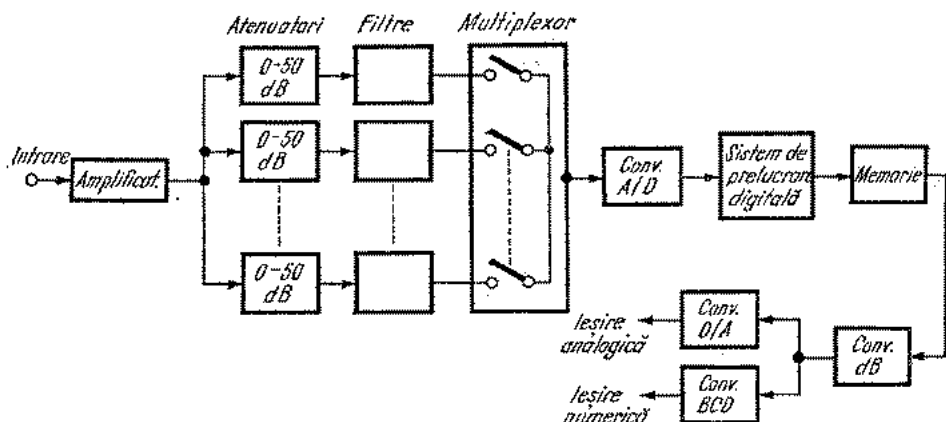 Atenuatori Filtre Multiplexor
0-50
dB
0-50
dB
0-50
dB
Intrare
Amplificat.
Conv.
A/D
Sistem de
prelucrare
digitală
Memorie
Conv.
dB
Conv.
D/A
Ieșire
analogică
Conv.
BCD
Ieșire
numerică